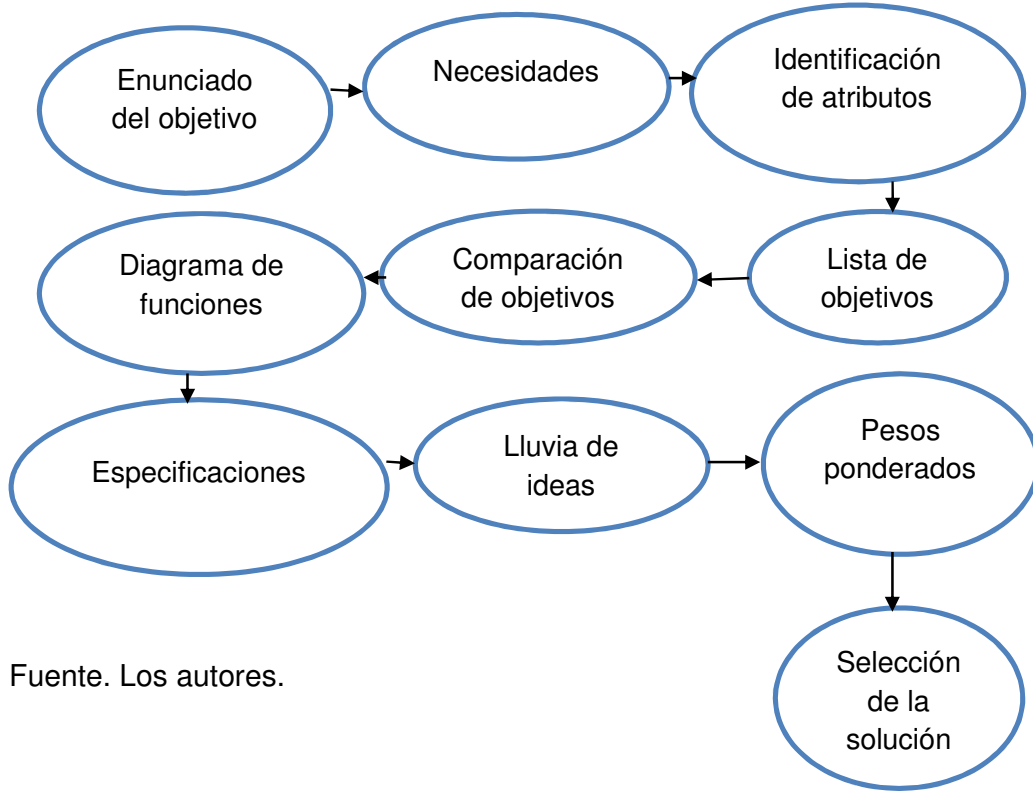 Enunciado
del objetivo
Necesidades
Identificación
de atributos
Diagrama de
funciones
Comparación
de objetivos
Lista de
objetivos
Especificaciones
Lluvia de
ideas
Pesos
ponderados
Selección
de la
solución
Fuente. Los autores.